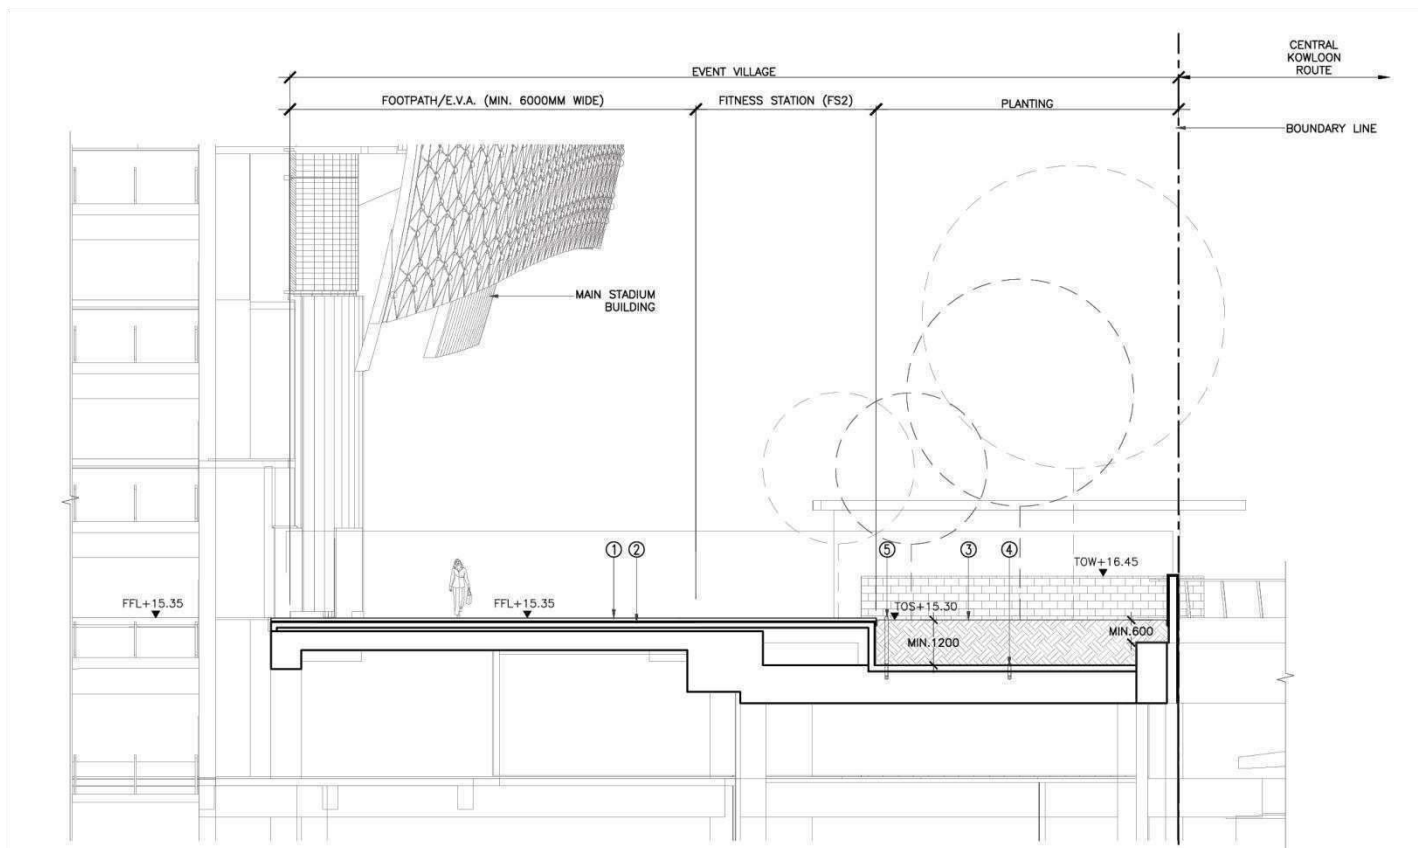 CENTRAL
KOWLOON
ROUTE
EVENT VILLAGE
FOOTPATH/E.V.A. (MIN. 6000MM WIDE)
FITNESS STATION (FS2)
PLANTING
BOUNDARY LINE
MAIN STADIUM
BUILDING
1
2
5
3
4
TOW+16.45
FFL+15.35
FFL+15.35
TOS+15.30
MIN.1200
MIN.600